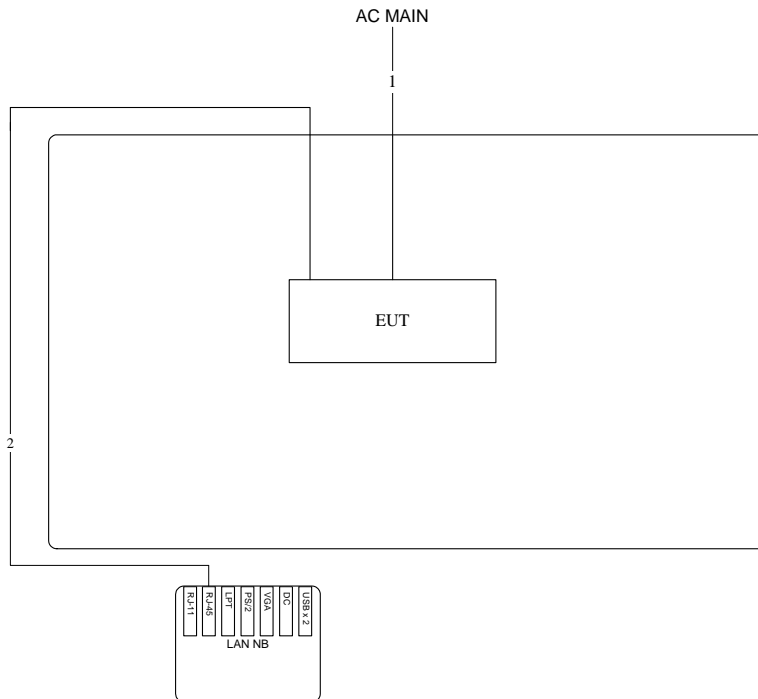 AC MAIN
1
EUT
2
RJ-11
RJ-45
LPT
PS/2
VGA
DC
USB x 2
LAN NB